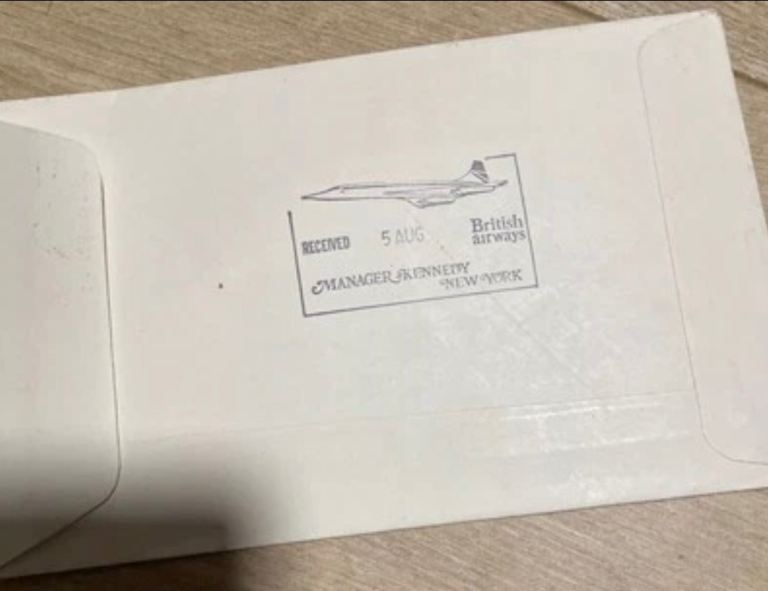 RECEIVED 5 AUG British airways
MANAGER KENNEDY
NEW YORK